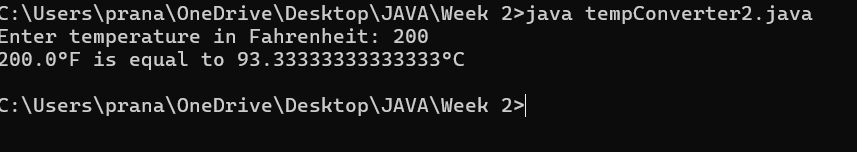 C:\Users\prana\OneDrive\Desktop\JAVA\Week 2>java tempConverter2.java
Enter temperature in Fahrenheit: 200
200.0°F is equal to 93.33333333333333°C
C:\Users\prana\OneDrive\Desktop\JAVA\Week 2>